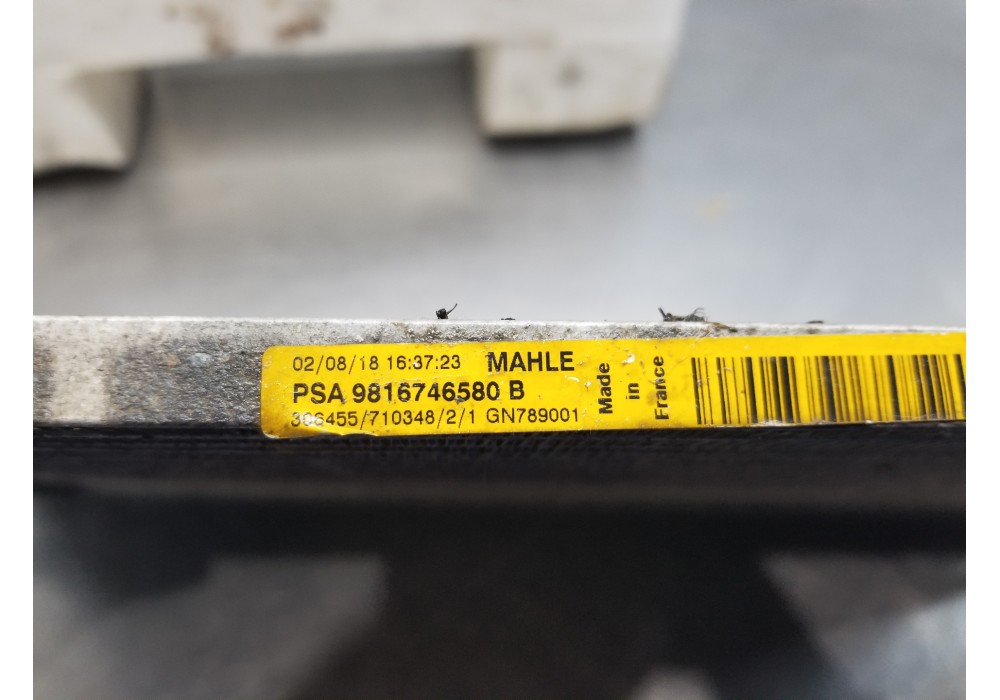 02/08/18 16:37:23 MAHLE
PSA 9816746580 B
306455/710348/2/1 GN789001
Made
in
France